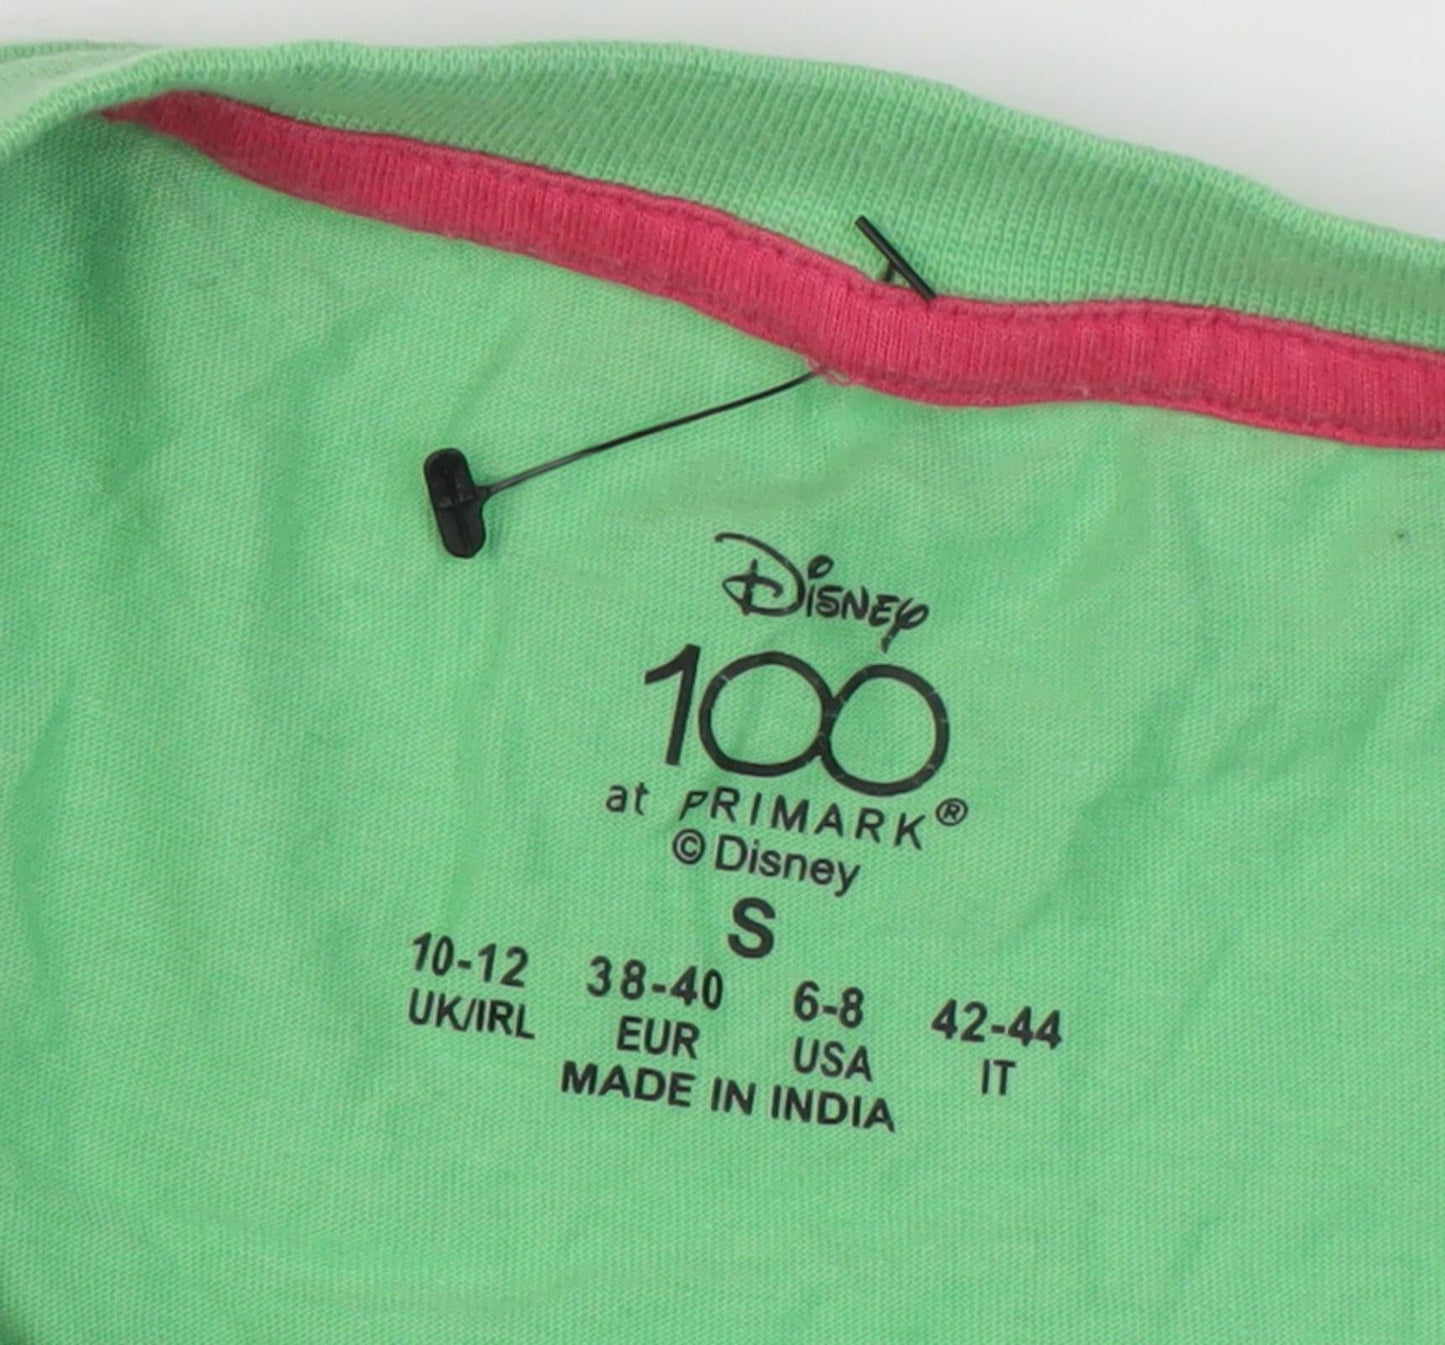 Disney
100
at PRIMARK®
© Disney
S
10-12 38-40 6-8 42-44
UK/IRL EUR USA IT
MADE IN INDIA